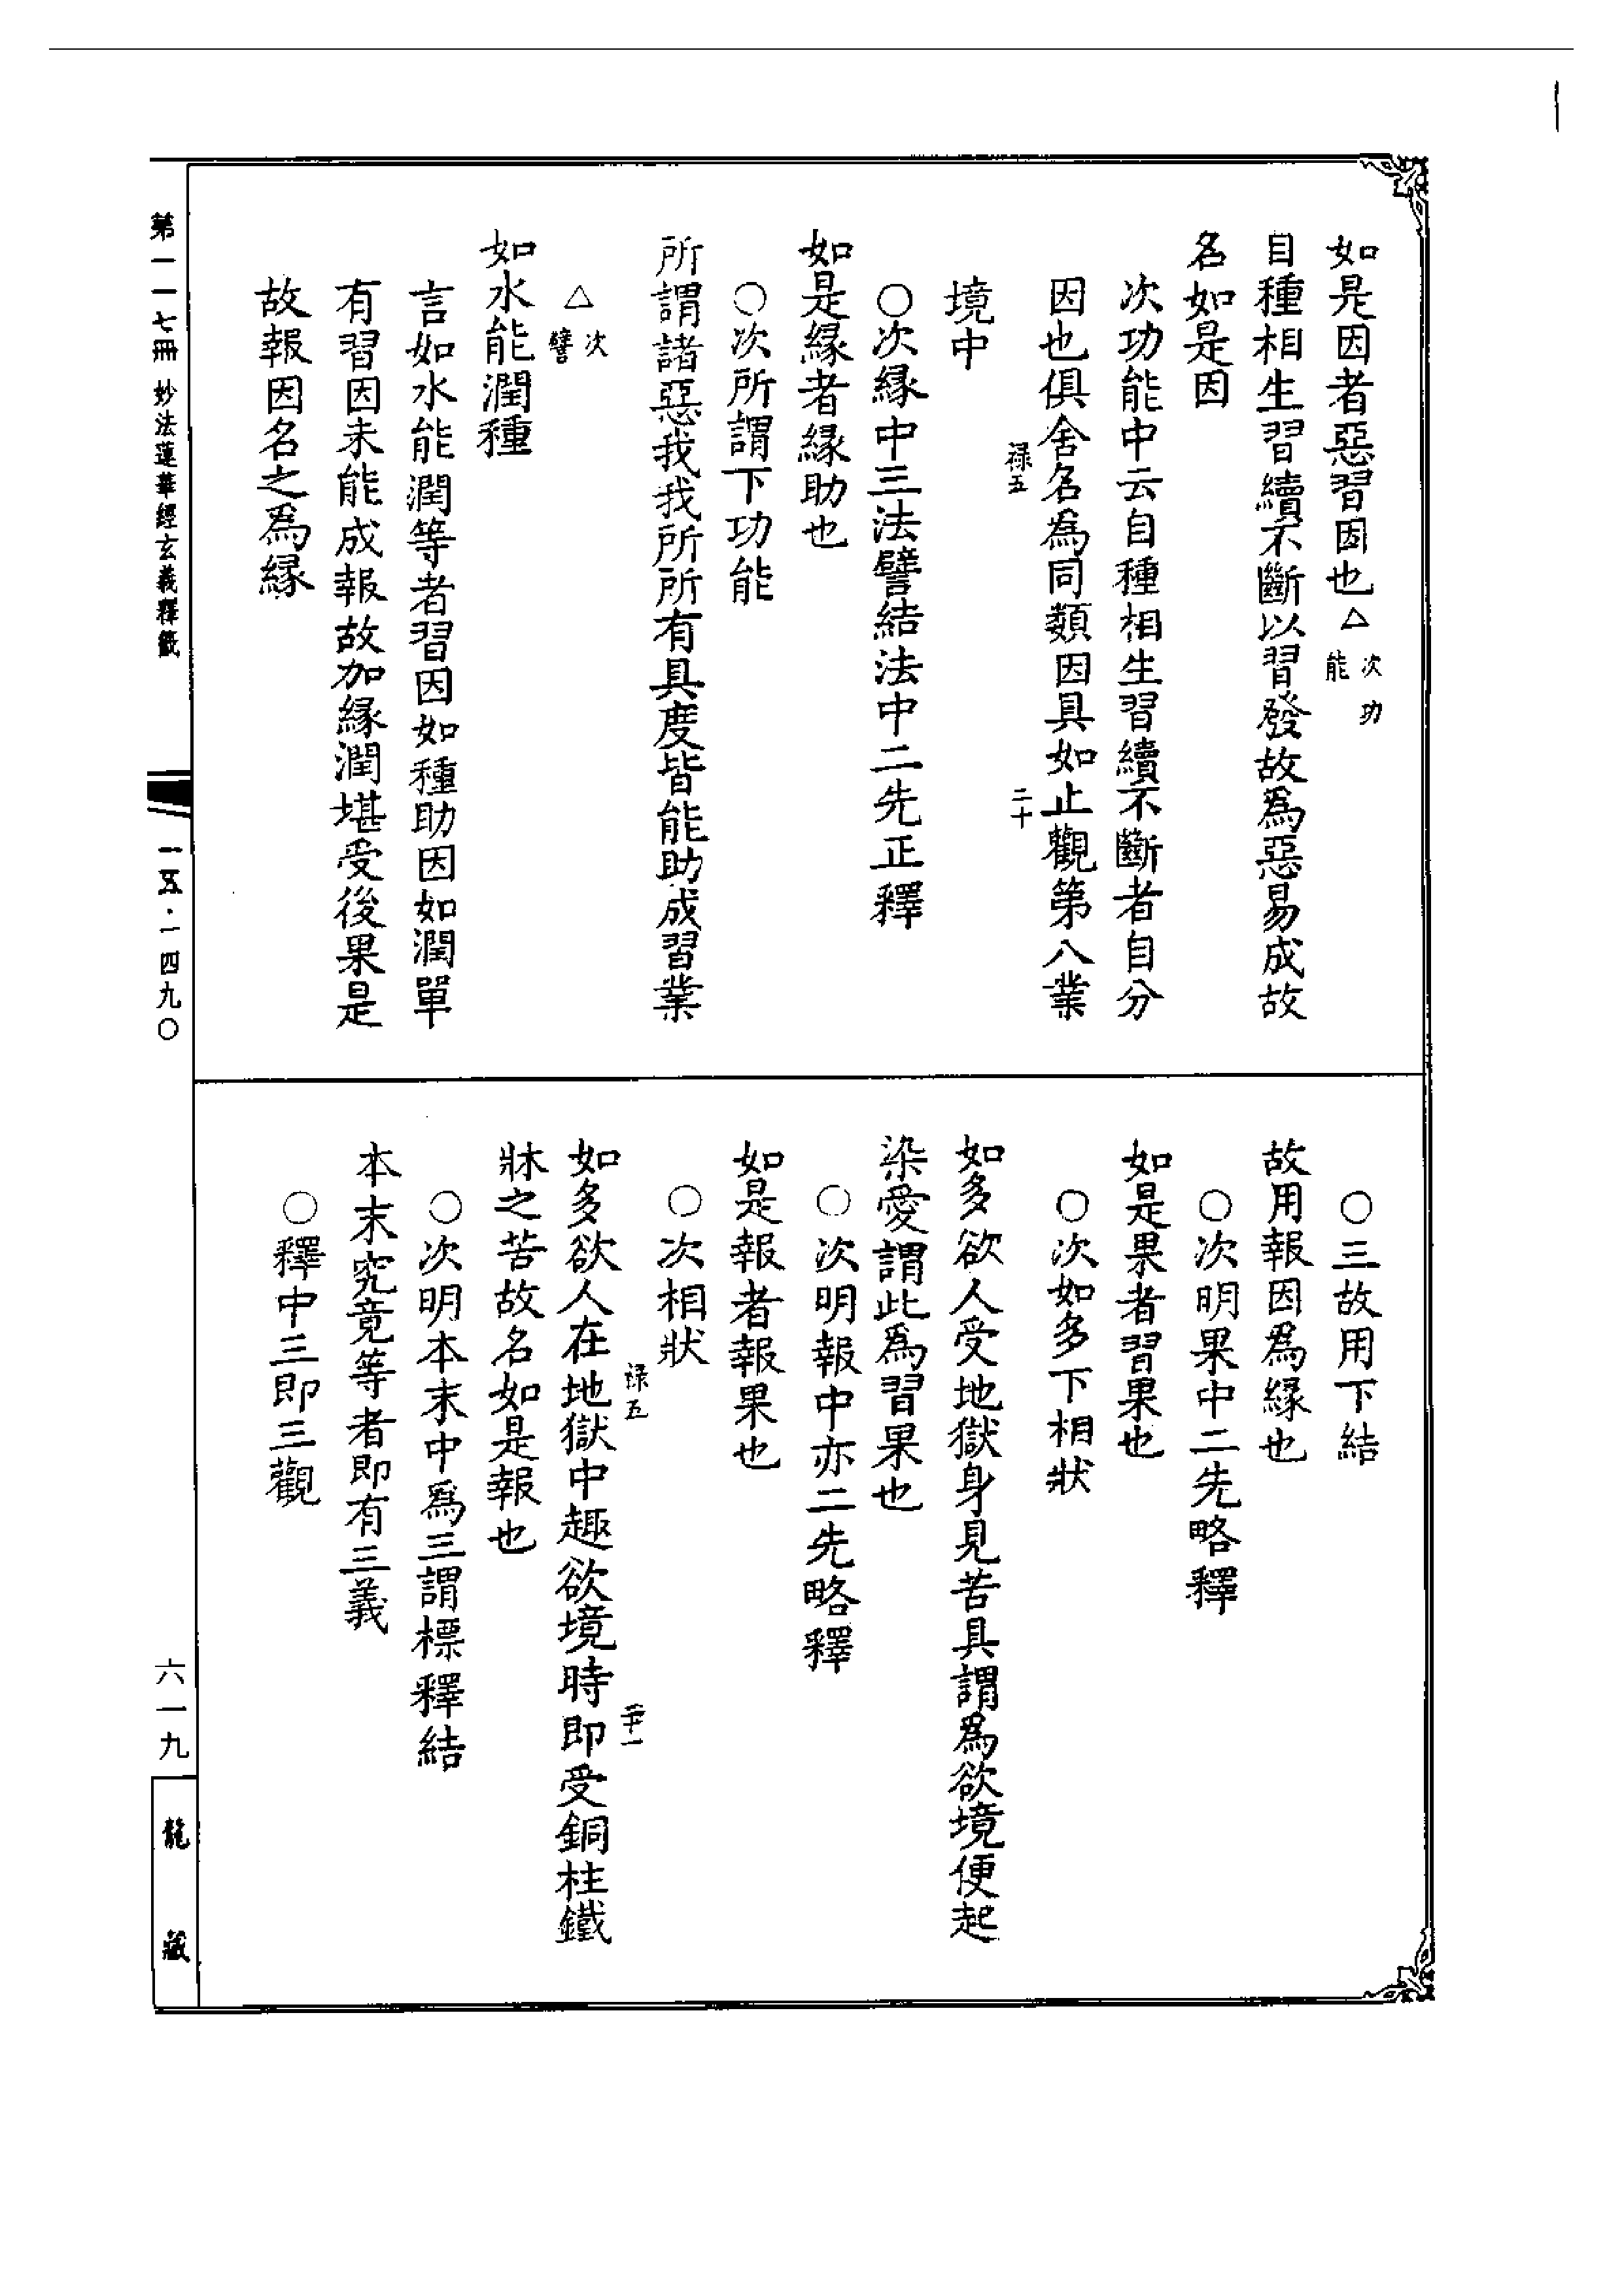 如是因者惡習因也△次功能
自種相生習續不斷以習發故為惡易成故
名如是因
次功能中云自種相生習續不斷者自分
因也俱舍名為同類因具如止觀第八業
祿五 二十
境中
○次緣中三法譬結法中二先正釋
如是緣者緣助也
○次所謂下功能
所謂諸惡我我所所有具度皆能助成習業
△次譬
如水能潤種
言如水能潤等者習因如種助因如潤單
有習因未能成報故加緣潤堪受後果是
故報因名之為緣
○三故用下結
故用報因為緣也
○次明果中二先略釋
如是果者習果也
○次如多下相狀
如多欲人受地獄身見苦具謂為欲境便起
染愛謂此為習果也
○次明報中亦二先略釋
如是報者報果也
○次相狀
祿五 二十一
如多欲人在地獄中趣欲境時即受銅柱鐵
牀之苦故名如是報也
○次明本末中為三謂標釋結
本末究竟等者即有三義
○釋中三即三觀
第一一七冊 妙法蓮華經玄義釋籤
一五·一四九○
六一九
龍藏